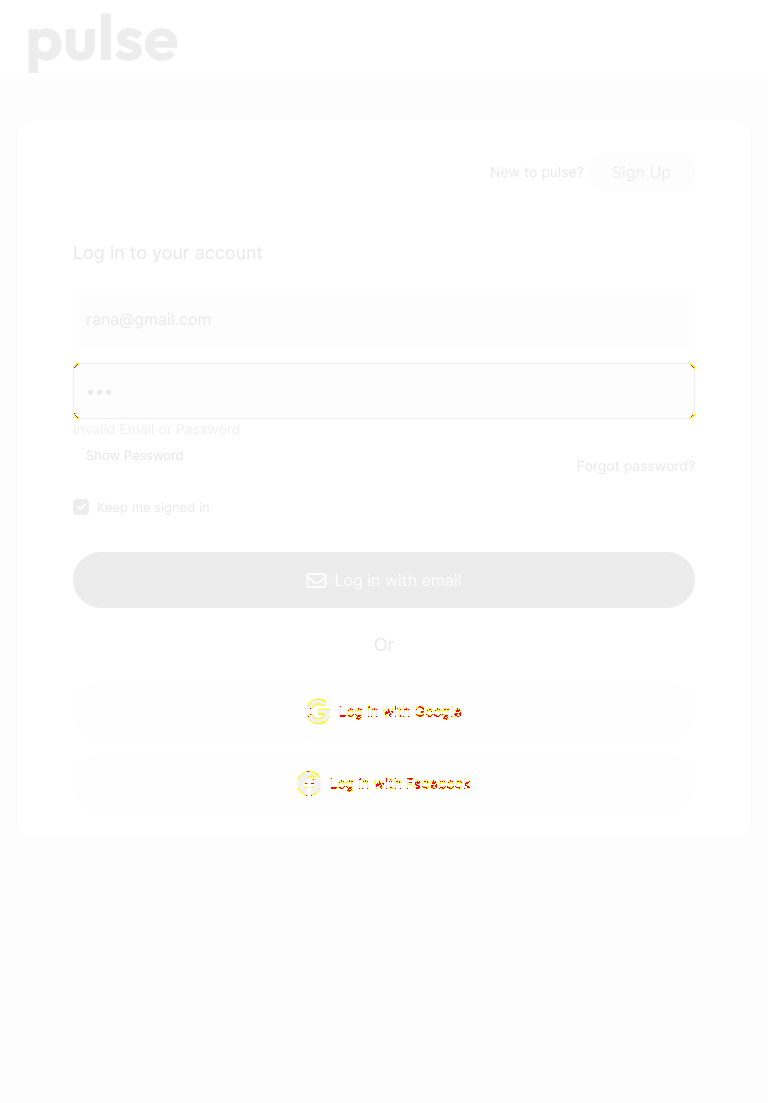 pulse
New to pulse? Sign Up
Log in to your account
rana@gmail.com
•••
Invalid Email or Password
Show Password
Forgot password?
Keep me signed in
Log in with email
Or
Log in with Google
Log in with Facebook